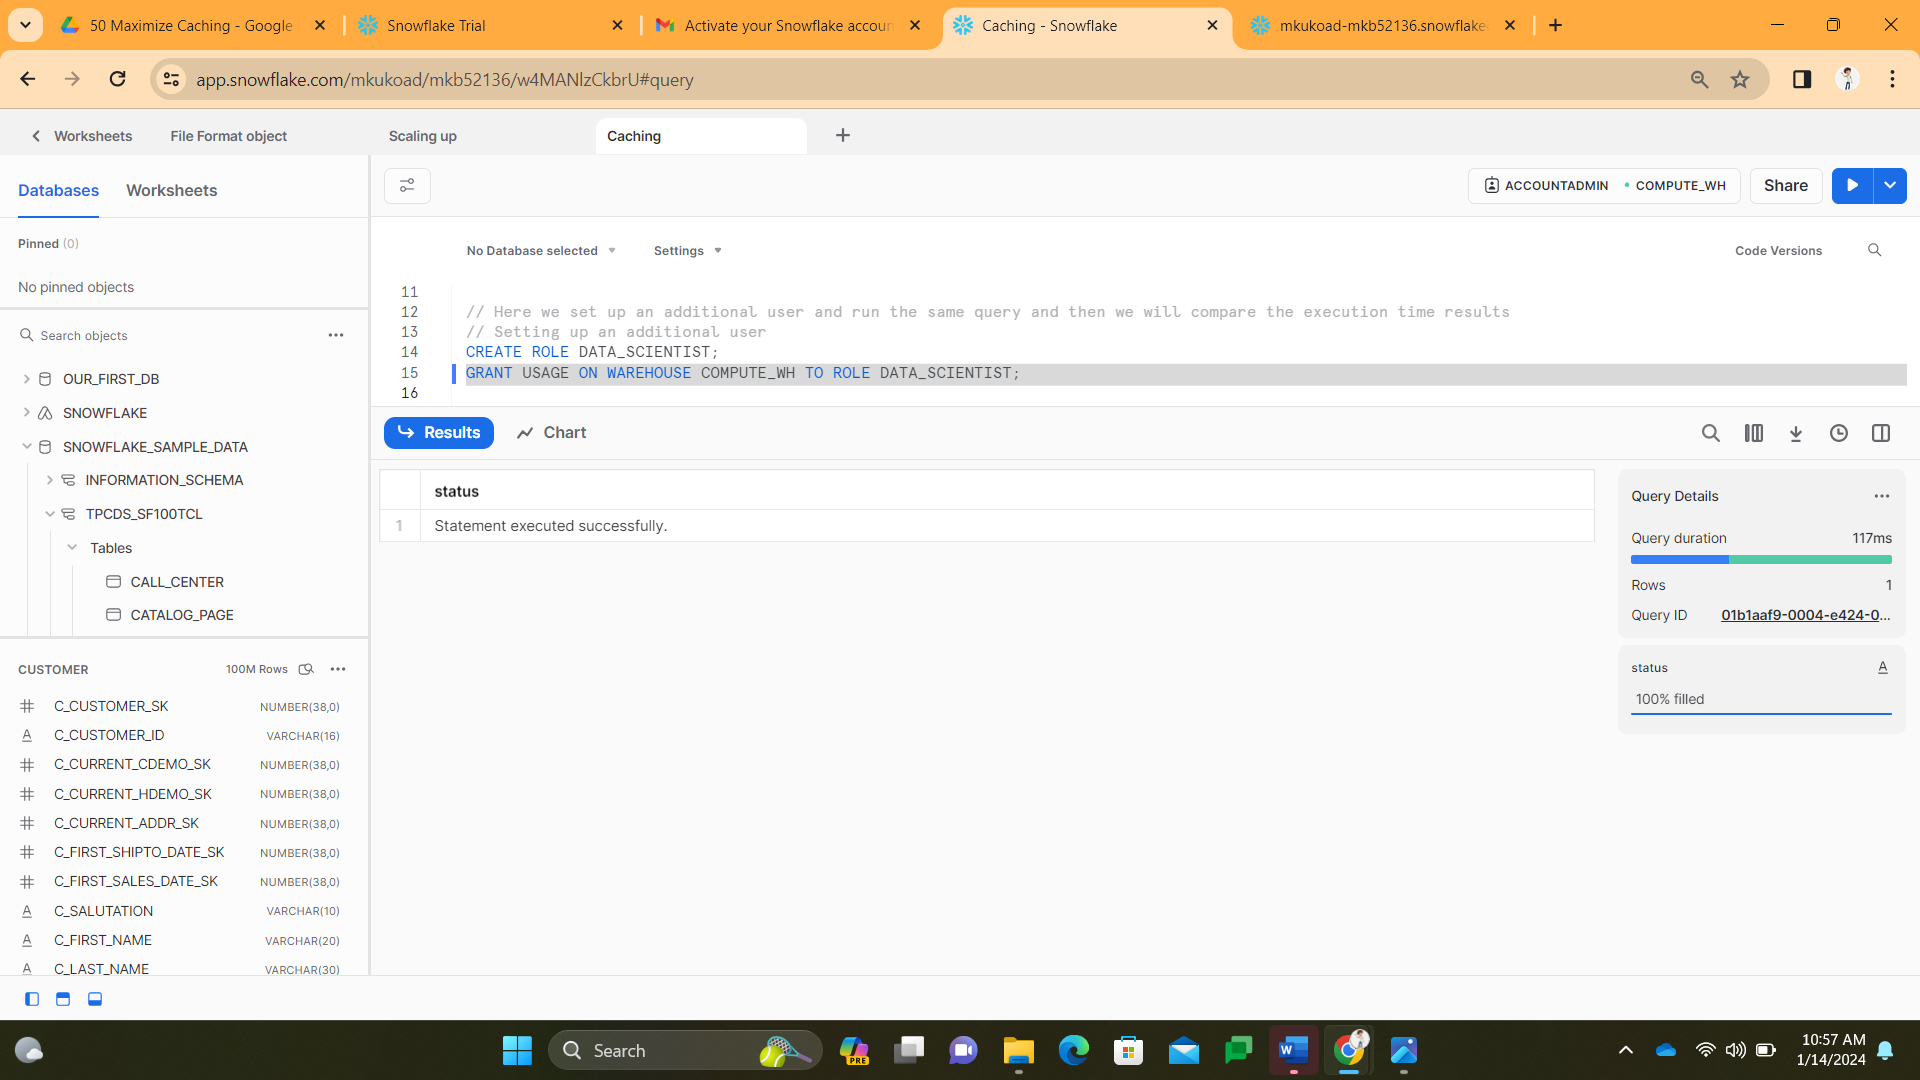 50 Maximize Caching - Google
Snowflake Trial
Activate your Snowflake accoun
Caching - Snowflake
mkukoad-mkb52136.snowflake
app.snowflake.com/mkukoad/mkb52136/w4MANlzCkbrU#query
Worksheets
File Format object
Scaling up
Caching
Databases
Worksheets
ACCOUNTADMIN
COMPUTE_WH
Share
Pinned (0)
No pinned objects
No Database selected
Settings
Code Versions
Search objects
OUR_FIRST_DB
SNOWFLAKE
SNOWFLAKE_SAMPLE_DATA
INFORMATION_SCHEMA
TPCDS_SF100TCL
Tables
CALL_CENTER
CATALOG_PAGE
11
12 // Here we set up an additional user and run the same query and then we will compare the execution time results
13 // Setting up an additional user
14 CREATE ROLE DATA_SCIENTIST;
15 GRANT USAGE ON WAREHOUSE COMPUTE_WH TO ROLE DATA_SCIENTIST;
16
Results
Chart
status
1 Statement executed successfully.
Query Details
Query duration 117ms
Rows 1
Query ID 01b1aaf9-0004-e424-0...
status
A
100% filled
CUSTOMER 100M Rows
C_CUSTOMER_SK NUMBER(38,0)
A C_CUSTOMER_ID VARCHAR(16)
C_CURRENT_CDEMO_SK NUMBER(38,0)
C_CURRENT_HDEMO_SK NUMBER(38,0)
C_CURRENT_ADDR_SK NUMBER(38,0)
C_FIRST_SHIPTO_DATE_SK NUMBER(38,0)
C_FIRST_SALES_DATE_SK NUMBER(38,0)
A C_SALUTATION VARCHAR(10)
A C_FIRST_NAME VARCHAR(20)
A C_LAST_NAME VARCHAR(30)
Search
PRE
W
10:57 AM
1/14/2024